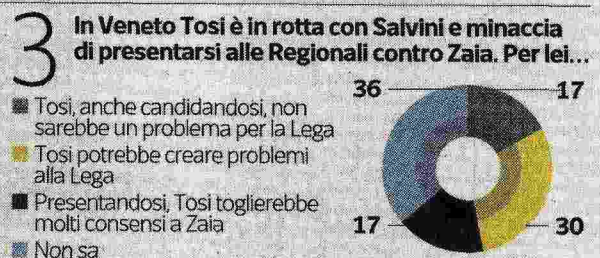 3
In Veneto Tosi è in rotta con Salvini e minaccia
di presentarsi alle Regionali contro Zaia. Per lei...
Tosi, anche candidandosi, non
sarebbe un problema per la Lega
Tosi potrebbe creare problemi
alla Lega
Presentandosi, Tosi toglierebbe
molti consensi a Zaia
Non sa
36
17
17
30